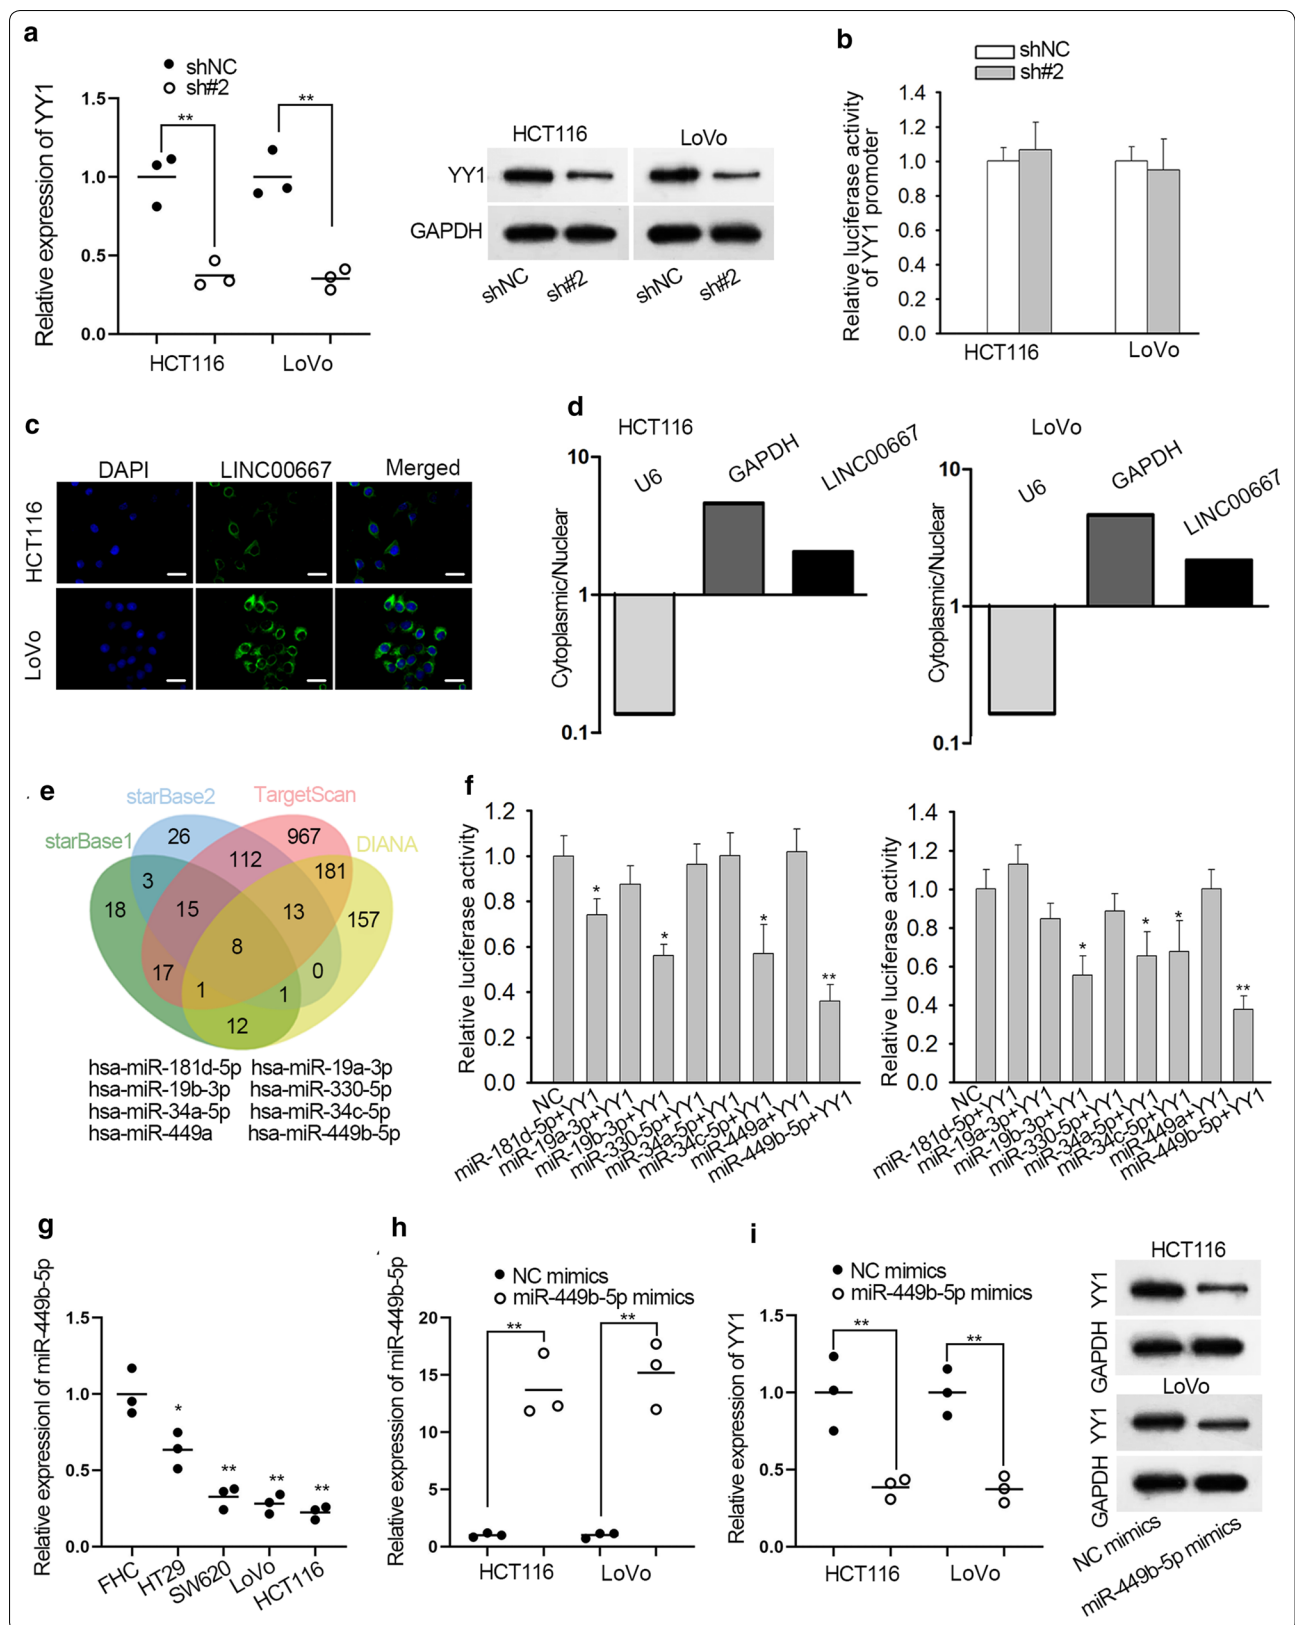 a
shNC
sh#2
Relative expression of YY1
1.5
1.0
0.5
0.0
**
**
HCT116
LoVo
HCT116
LoVo
YY1
GAPDH
shNC
sh#2
shNC
sh#2
b
shNC
sh#2
Relative luciferase activity
of YY1 promoter
1.4
1.2
1.0
0.8
0.6
0.4
0.2
0.0
HCT116
LoVo
c
DAPI
LINC00667
Merged
HCT116
LoVo
d
HCT116
Cytoplasmic/Nuclear
10
1
0.1
U6
GAPDH
LINC00667
LoVo
Cytoplasmic/Nuclear
10
1
0.1
U6
GAPDH
LINC00667
e
starBase2
TargetScan
starBase1
DIANA
26
967
112
181
3
18
15
13
157
8
17
0
1
1
12
hsa-miR-181d-5p hsa-miR-19a-3p
hsa-miR-19b-3p hsa-miR-330-5p
hsa-miR-34a-5p hsa-miR-34c-5p
hsa-miR-449a hsa-miR-449b-5p
f
Relative luciferase activity
1.2
1.0
0.8
0.6
0.4
0.2
0.0
*
*
*
**
NC
miR-181d-5p+YY1
miR-19a-3p+YY1
miR-19b-3p+YY1
miR-330-5p+YY1
miR-34a-5p+YY1
miR-34c-5p+YY1
miR-449a+YY1
miR-449b-5p+YY1
Relative luciferase activity
1.4
1.2
1.0
0.8
0.6
0.4
0.2
0.0
*
*
*
**
NC
miR-181d-5p+YY1
miR-19a-3p+YY1
miR-19b-3p+YY1
miR-330-5p+YY1
miR-34a-5p+YY1
miR-34c-5p+YY1
miR-449a+YY1
miR-449b-5p+YY1
g
Relative expressionl of miR-449b-5p
1.5
1.0
0.5
0.0
*
**
**
**
FHC
HT29
SW620
LoVo
HCT116
h
NC mimics
miR-449b-5p mimics
Relative expression of miR-449b-5p
20
15
10
5
0
**
**
HCT116
LoVo
i
NC mimics
miR-449b-5p mimics
Relative expression of YY1
1.5
1.0
0.5
0.0
**
**
HCT116
LoVo
HCT116
YY1
GAPDH
LoVo
YY1
GAPDH
NC mimics
miR-449b-5p mimics